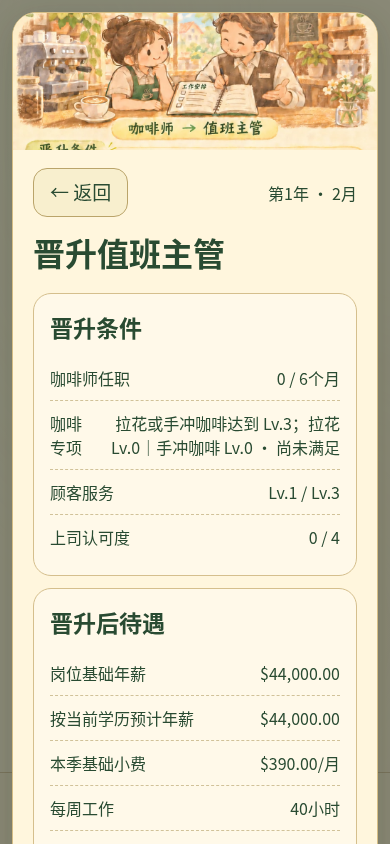 工作安排
咖啡师 → 值班主管
晋升条件
← 返回
第1年 · 2月
晋升值班主管
晋升条件
咖啡师任职 0 / 6个月
咖啡专项 拉花或手冲咖啡达到 Lv.3；拉花
Lv.0｜手冲咖啡 Lv.0 · 尚未满足
顾客服务 Lv.1 / Lv.3
上司认可度 0 / 4
晋升后待遇
岗位基础年薪 $44,000.00
按当前学历预计年薪 $44,000.00
本季基础小费 $390.00/月
每周工作 40小时